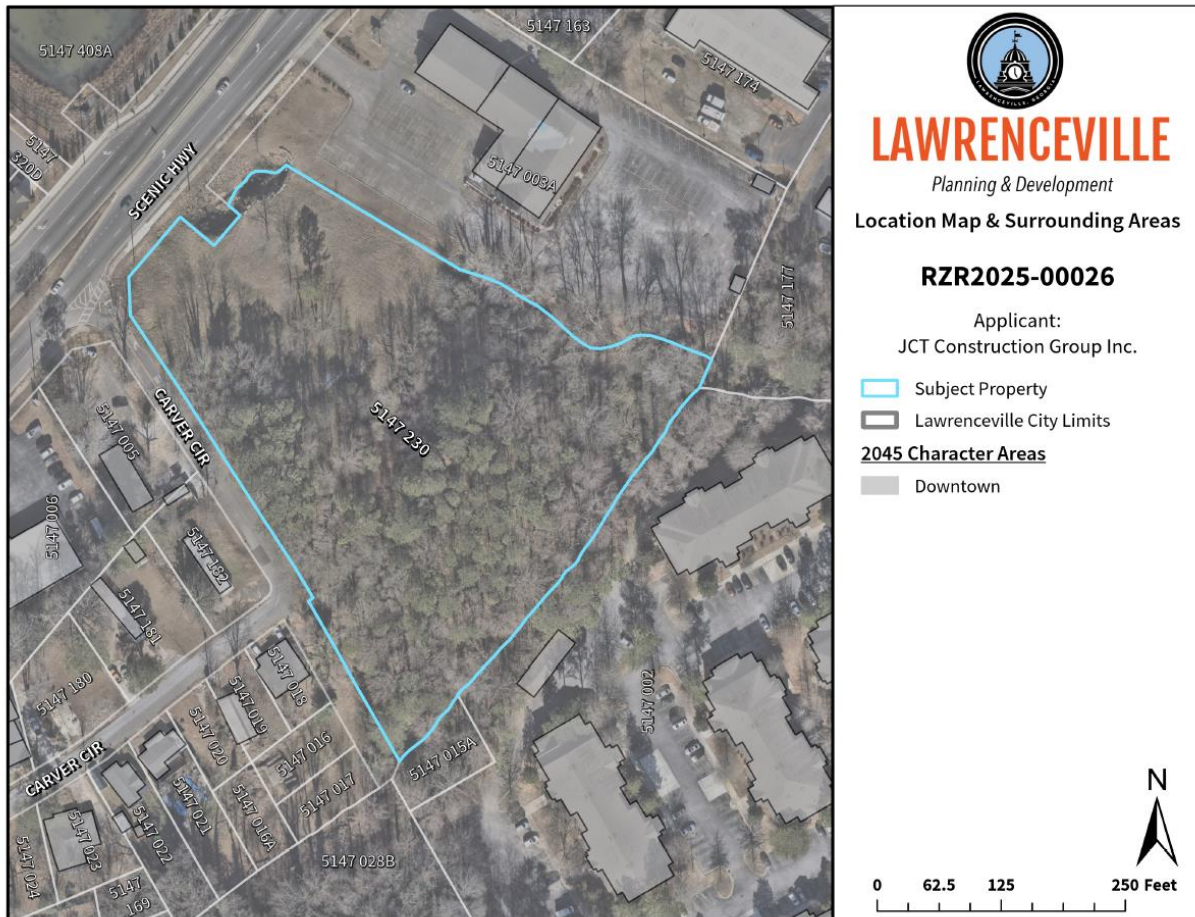 5147 408A
5147 163
5147 174
5147 320D
SCENIC HWY
5147 003A
5147 177
5147 230
CARVER CIR
5147 005
5147 006
5147 182
5147 181
5147 180
5147 018
5147 019
5147 020
5147 016
5147 017
5147 015A
5147 002
CARVER CIR
5147 021
5147 016A
5147 022
5147 023
5147 024
5147 169
5147 028B
LAWRENCEVILLE, GEORGIA
LAWRENCEVILLE
Planning & Development
Location Map & Surrounding Areas
RZR2025-00026
Applicant:
JCT Construction Group Inc.
Subject Property
Lawrenceville City Limits
2045 Character Areas
Downtown
N
0 62.5 125 250 Feet